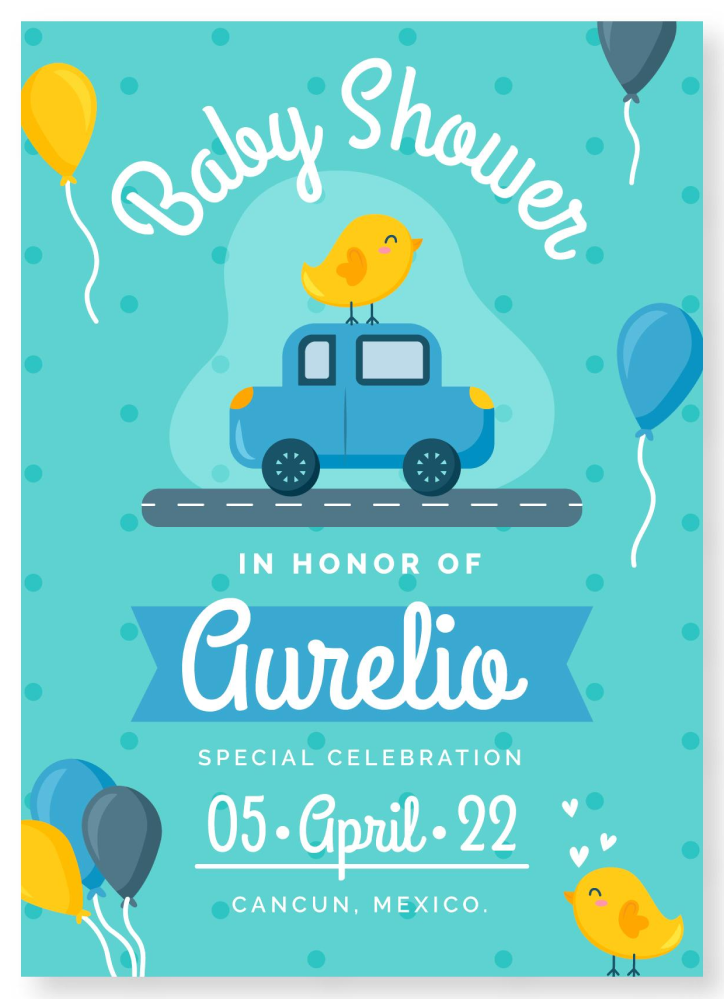 Baby Shower
IN HONOR OF
Aurelio
SPECIAL CELEBRATION
05 • April • 22
CANCUN, MEXICO.